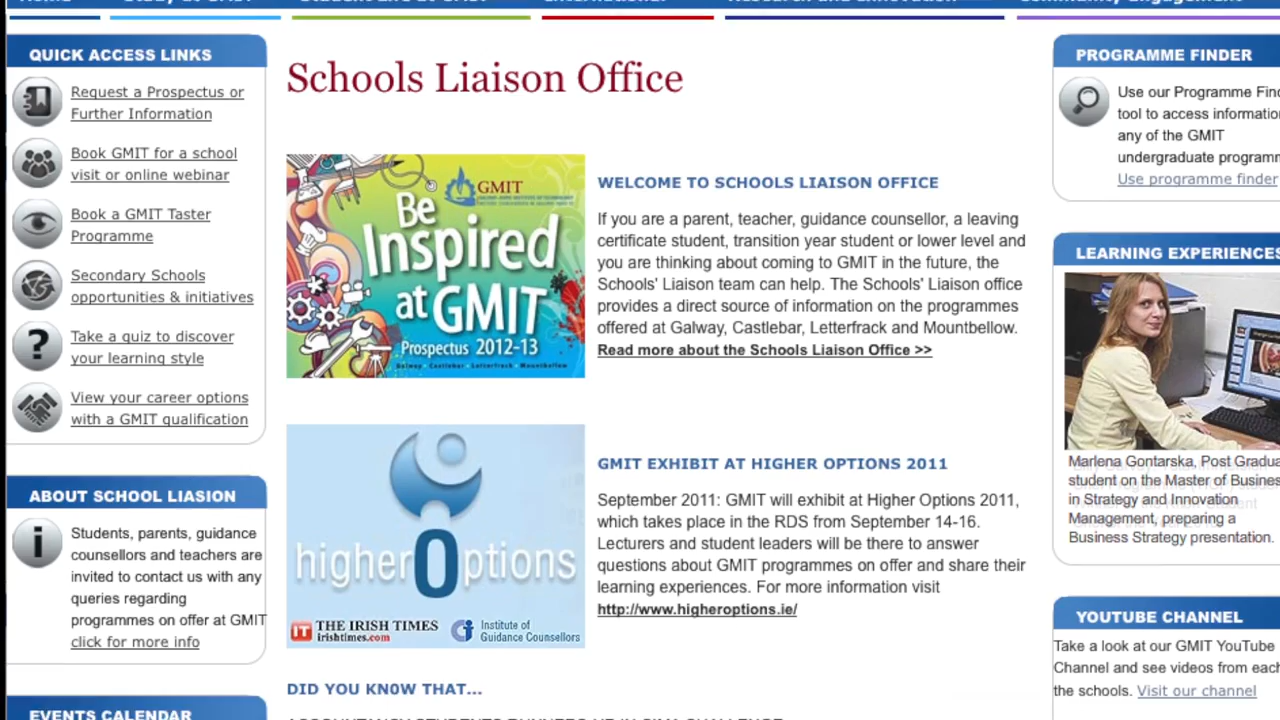 QUICK ACCESS LINKS
Request a Prospectus or
Further Information
Book GMIT for a school
visit or online webinar
Book a GMIT Taster
Programme
Secondary Schools
opportunities & initiatives
Take a quiz to discover
your learning style
View your career options
with a GMIT qualification
ABOUT SCHOOL LIASION
Students, parents, guidance
counsellors and teachers are
invited to contact us with any
queries regarding
programmes on offer at GMIT
click for more info
EVENTS CALENDAR
Schools Liaison Office
GMIT
Be
Inspired
at GMIT
Prospectus 2012-13
Galway • Castlebar • Letterfrack • Mountbellow
WELCOME TO SCHOOLS LIAISON OFFICE
If you are a parent, teacher, guidance counsellor, a leaving
certificate student, transition year student or lower level and
you are thinking about coming to GMIT in the future, the
Schools' Liaison team can help. The Schools' Liaison office
provides a direct source of information on the programmes
offered at Galway, Castlebar, Letterfrack and Mountbellow.
Read more about the Schools Liaison Office >>
higherOptions
IT THE IRISH TIMES
irishtimes.com
Institute of
Guidance Counsellors
GMIT EXHIBIT AT HIGHER OPTIONS 2011
September 2011: GMIT will exhibit at Higher Options 2011,
which takes place in the RDS from September 14-16.
Lecturers and student leaders will be there to answer
questions about GMIT programmes on offer and share their
learning experiences. For more information visit
http://www.higheroptions.ie/
DID YOU KN0W THAT...
PROGRAMME FINDER
Use our Programme
tool to access
any of the GMIT
undergraduate
Use programme finder
LEARNING EXPERIENCES
Marlena Gontarska, Post
student on the Master of
in Strategy and Innovation
Management, preparing a
Business Strategy presentation.
YOUTUBE CHANNEL
Take a look at our GMIT YouTube
Channel and see videos from each
the schools. Visit our channel